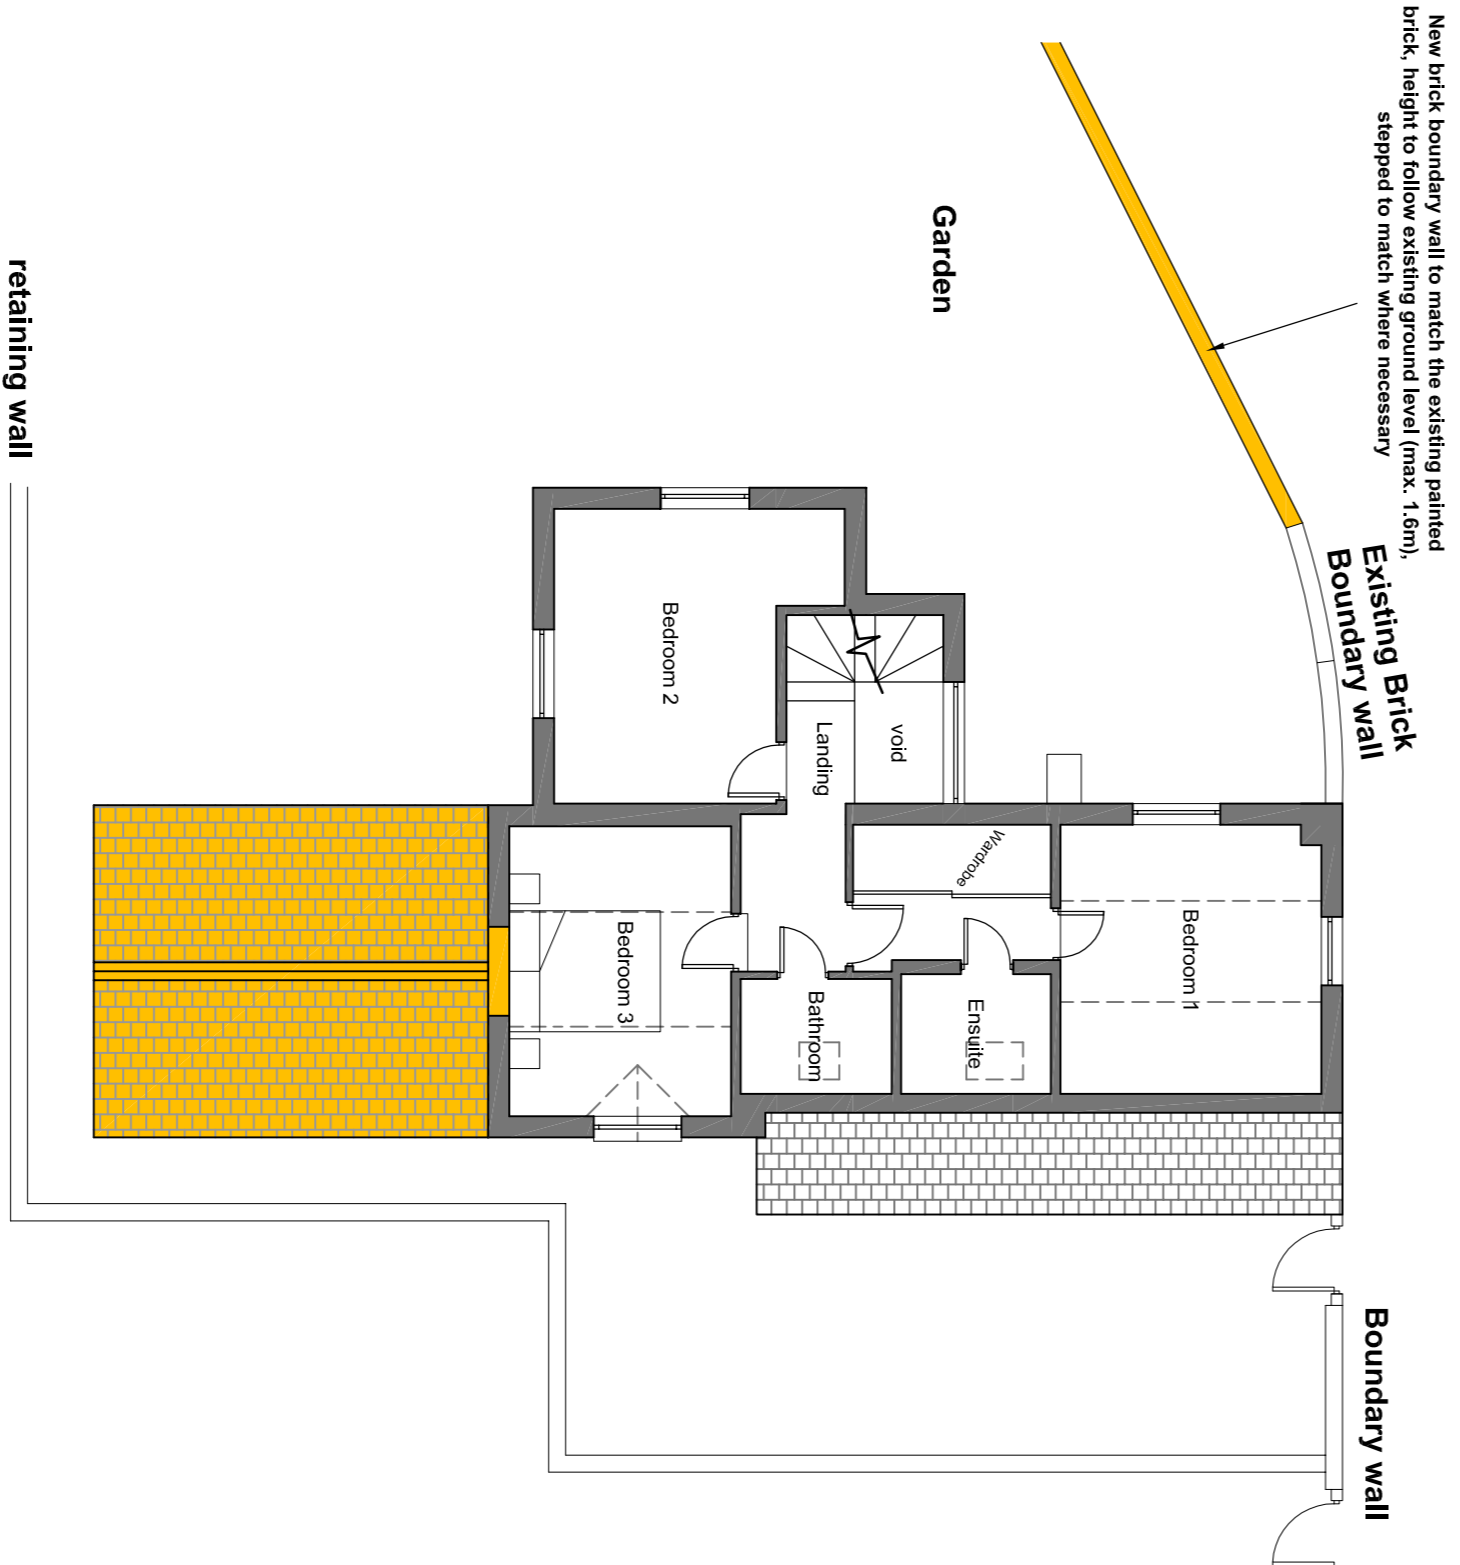 New brick boundary wall to match the existing painted
brick, height to follow existing ground level (max. 1.6m),
stepped to match where necessary
Existing Brick
Boundary wall
Boundary wall
Garden
Bedroom 1
Wardrobe
Ensuite
void
Landing
Bathroom
Bedroom 2
Bedroom 3
retaining wall